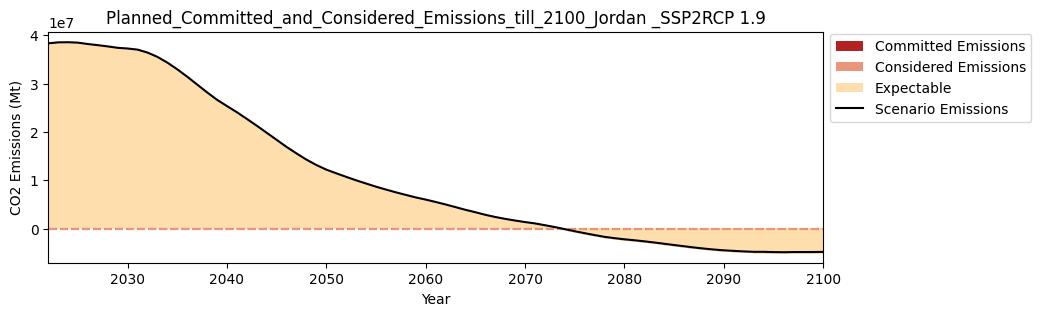 Planned_Committed_and_Considered_Emissions_till_2100_Jordan _SSP2RCP 1.9
1e7
4
3
2
1
0
CO2 Emissions (Mt)
2030 2040 2050 2060 2070 2080 2090 2100
Year
Committed Emissions
Considered Emissions
Expectable
Scenario Emissions